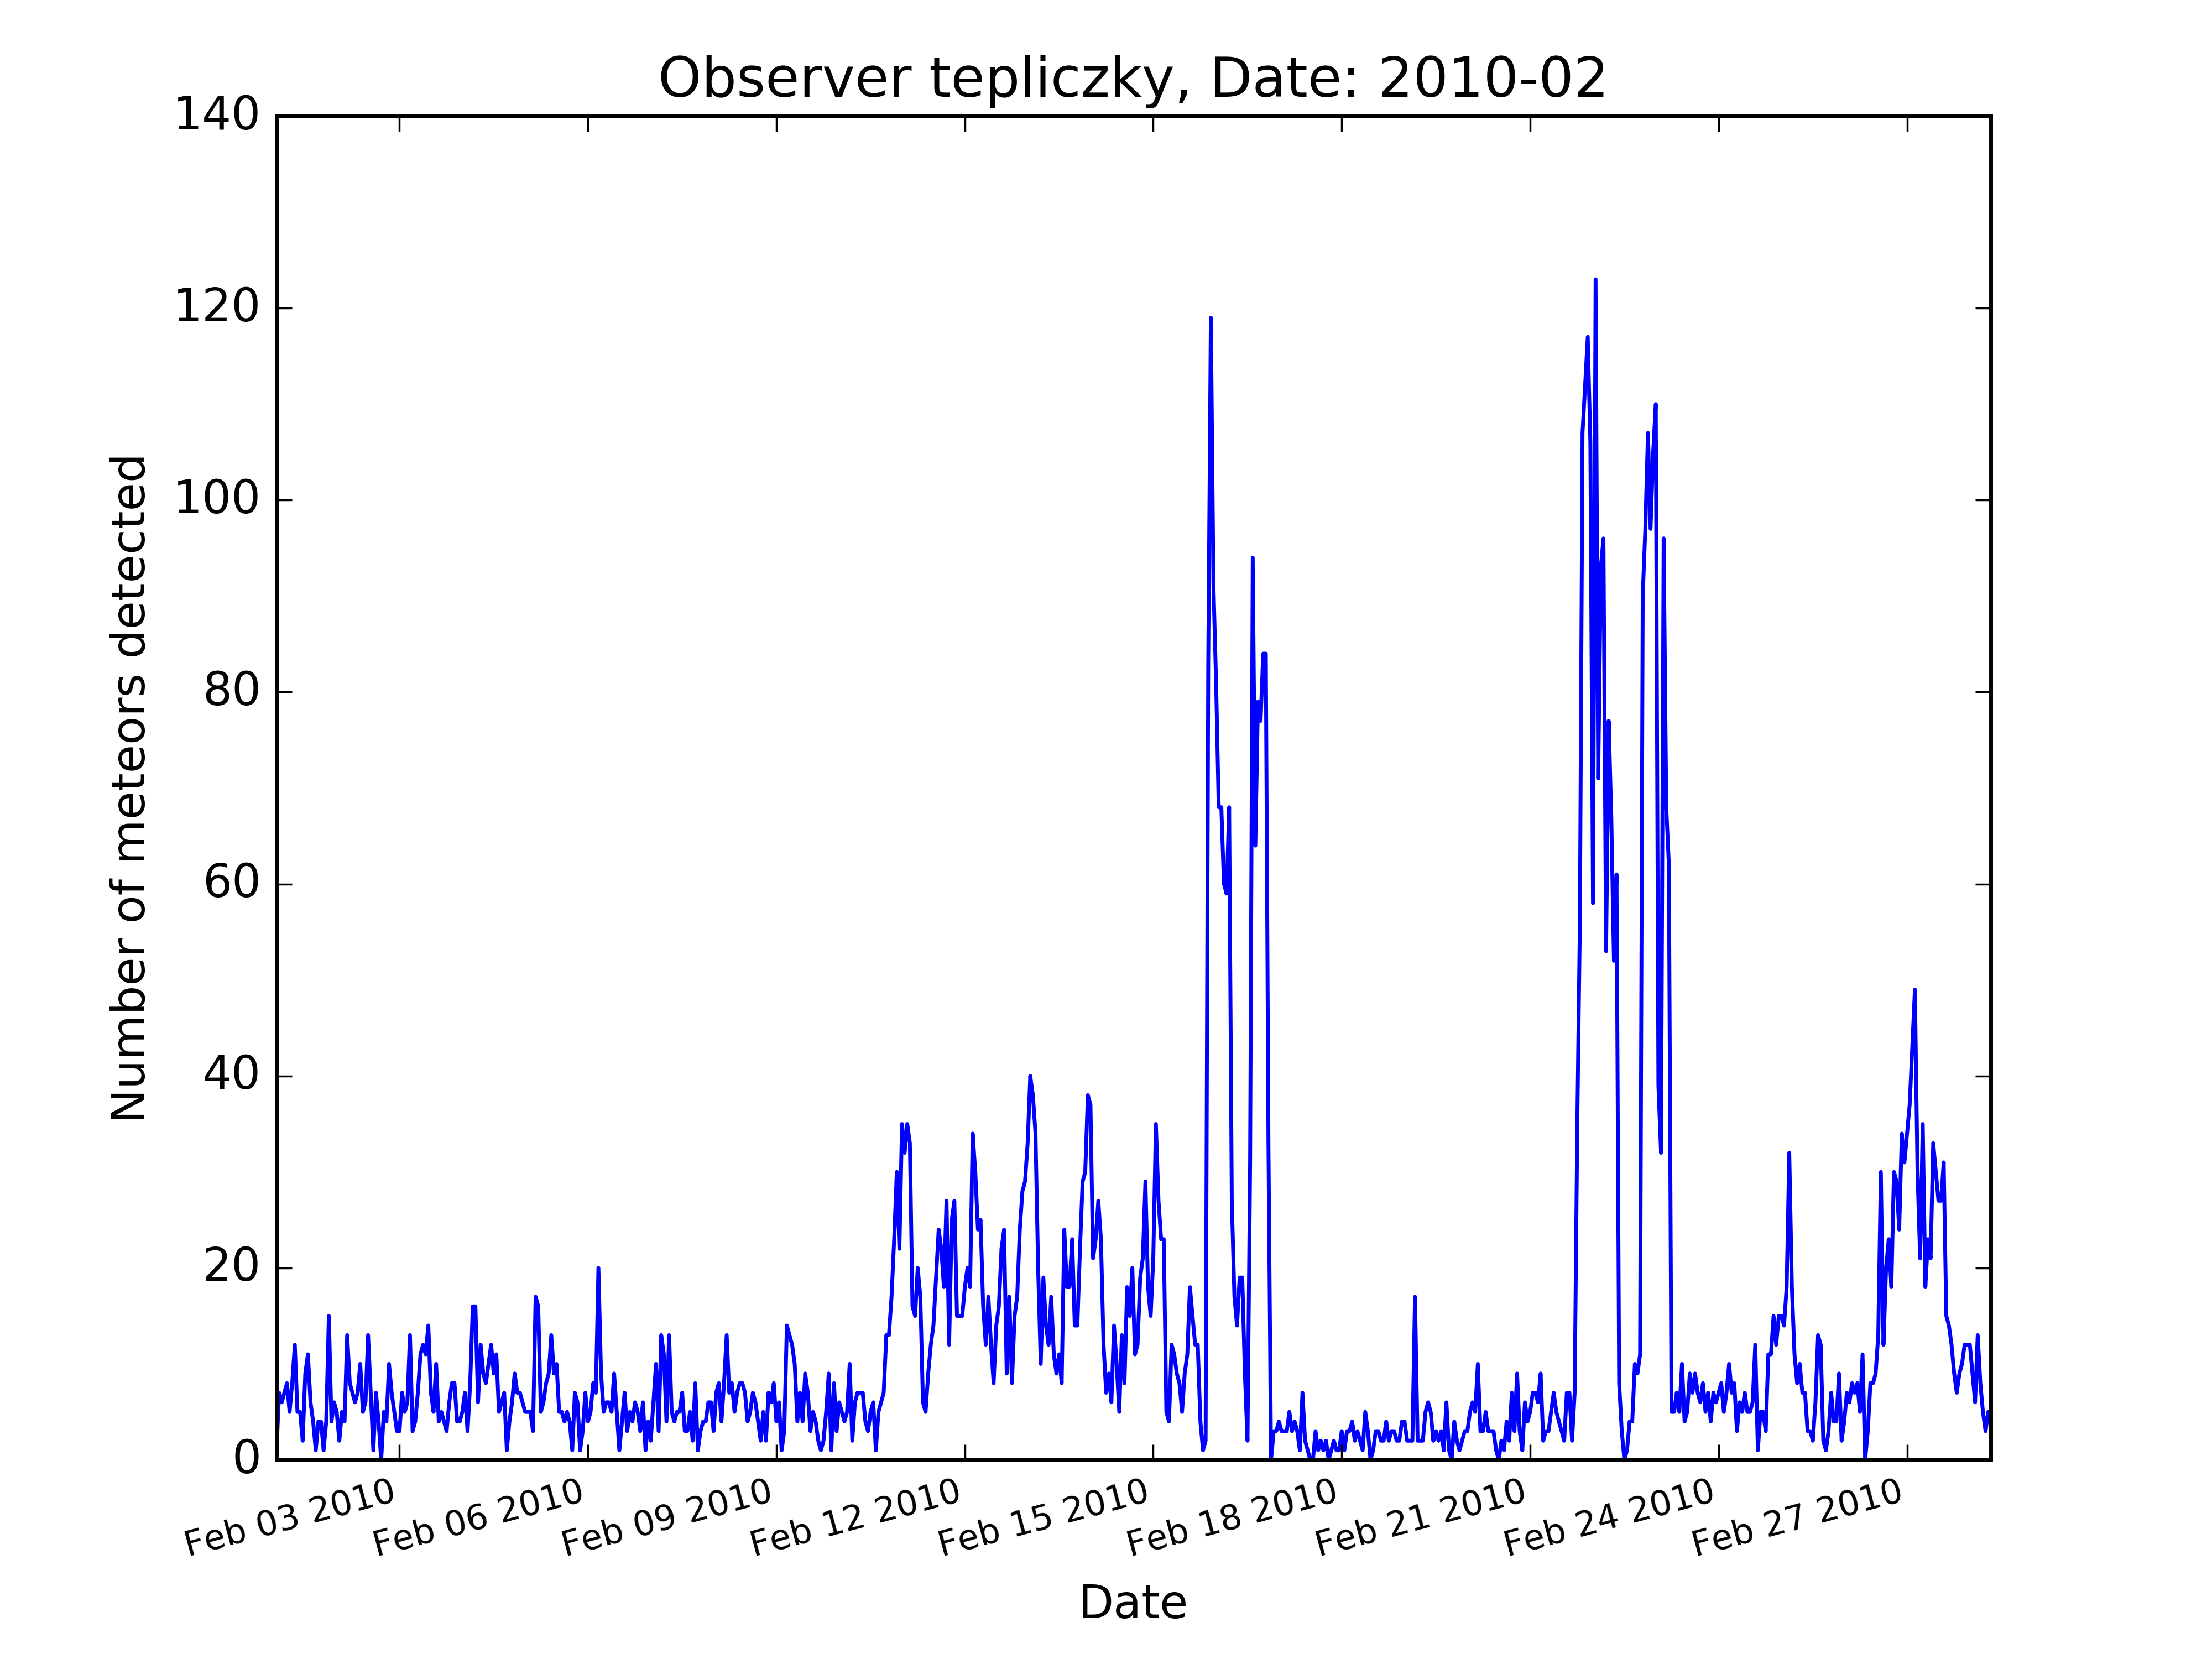 Observer tepliczky, Date: 2010-02
140
120
100
80
60
40
20
0
Number of meteors detected
Feb 03 2010
Feb 06 2010
Feb 09 2010
Feb 12 2010
Feb 15 2010
Feb 18 2010
Feb 21 2010
Feb 24 2010
Feb 27 2010
Date